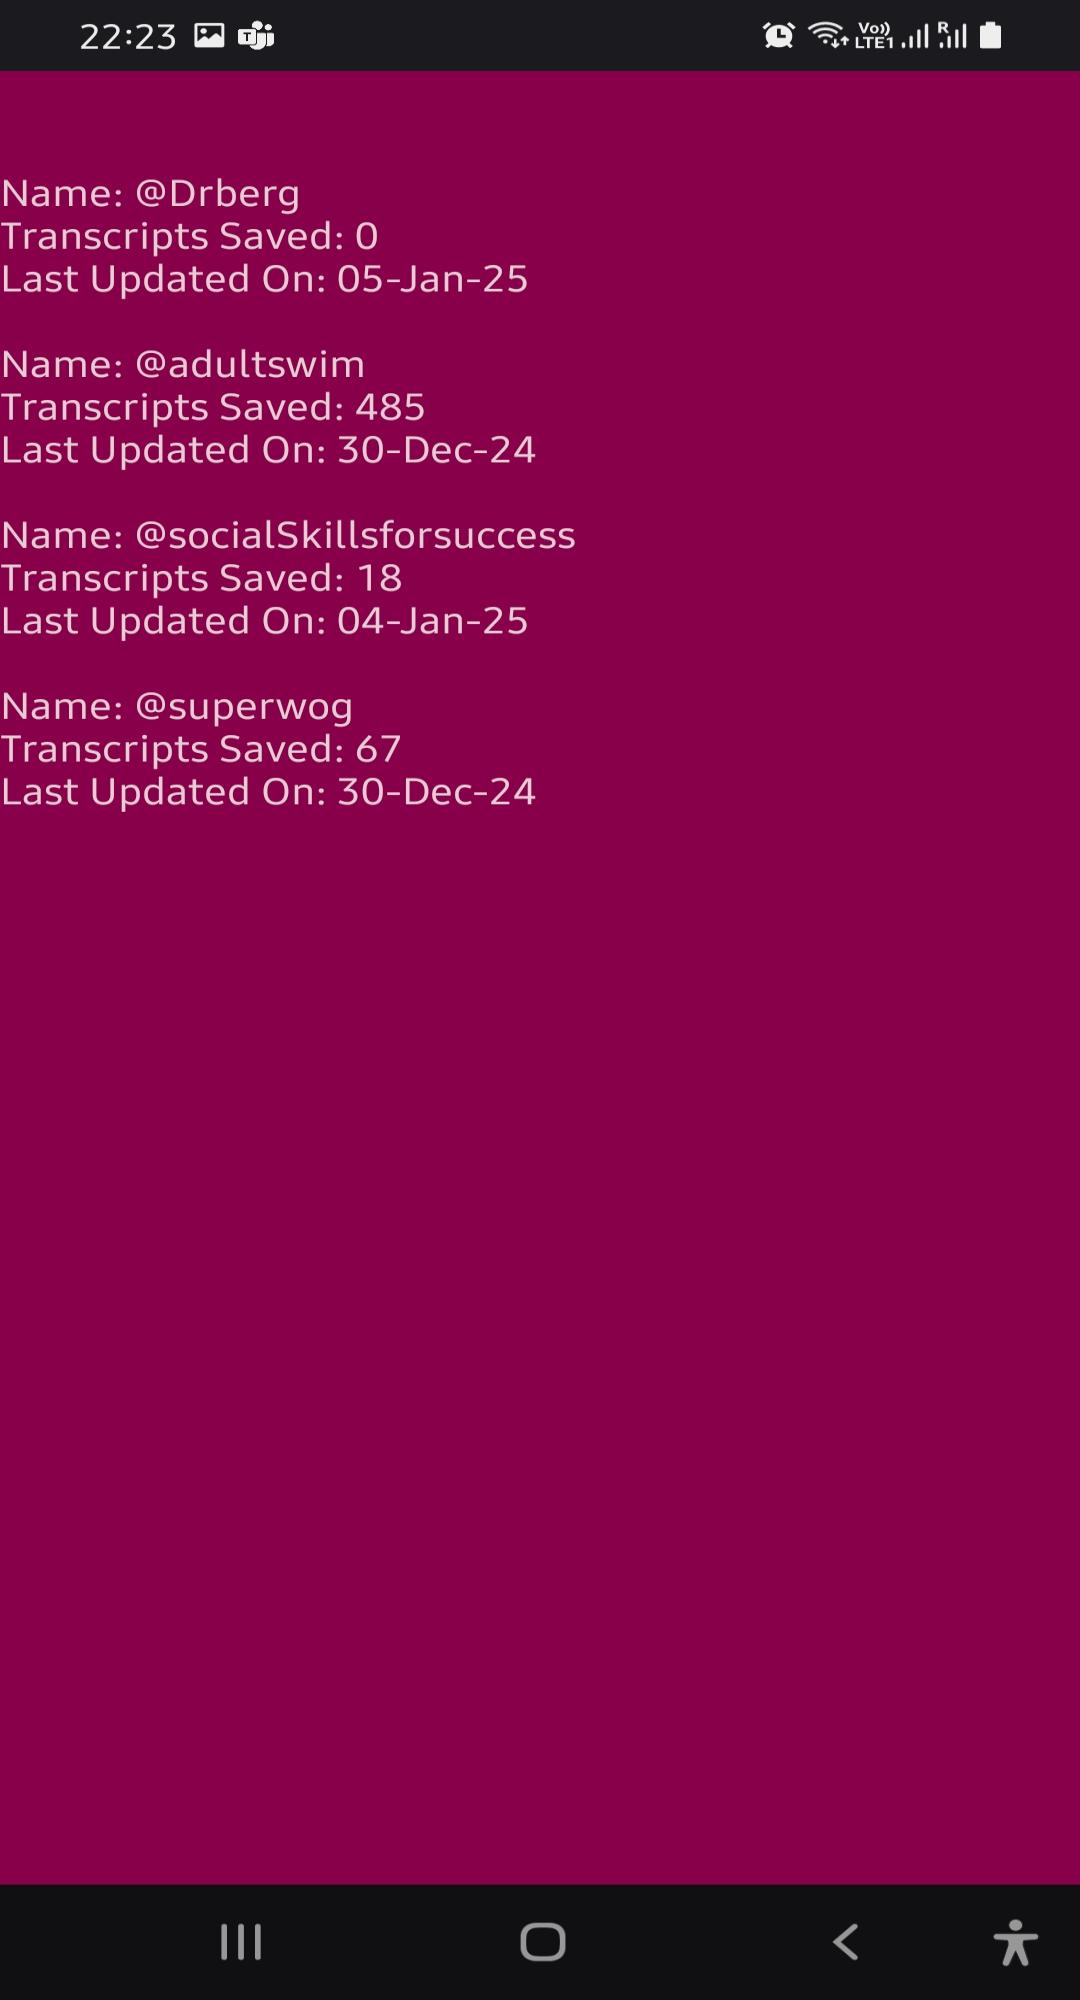 22:23
Vo))
LTE1
R
Name: @Drberg
Transcripts Saved: 0
Last Updated On: 05-Jan-25
Name: @adultswim
Transcripts Saved: 485
Last Updated On: 30-Dec-24
Name: @socialSkillsforsuccess
Transcripts Saved: 18
Last Updated On: 04-Jan-25
Name: @superwog
Transcripts Saved: 67
Last Updated On: 30-Dec-24